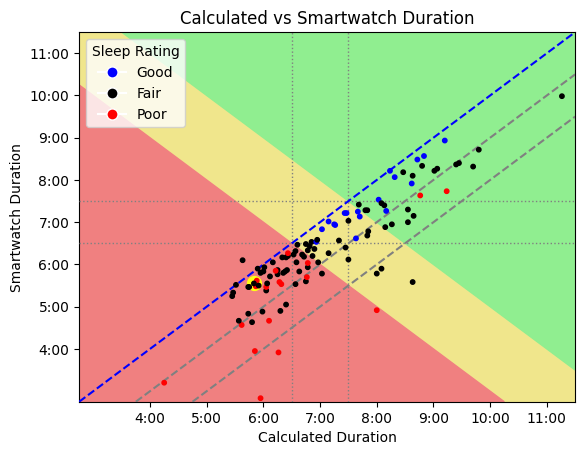 Calculated vs Smartwatch Duration
Sleep Rating
Good
Fair
Poor
11:00
10:00
9:00
8:00
7:00
6:00
5:00
4:00
Smartwatch Duration
4:00 5:00 6:00 7:00 8:00 9:00 10:00 11:00
Calculated Duration